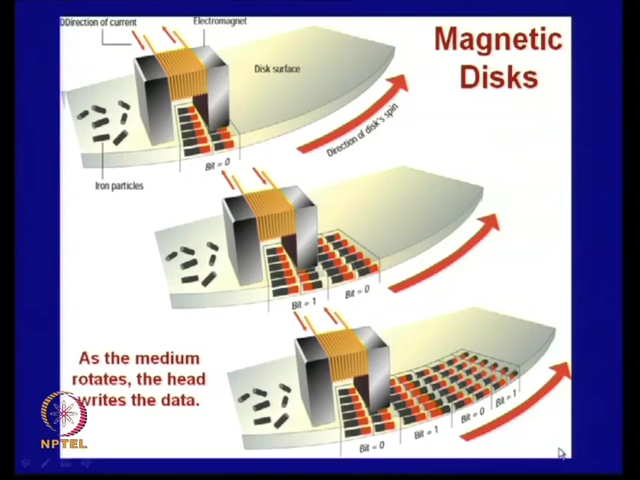 DDirection of current
Electromagnet
Magnetic
Disks
Disk surface
Direction of disk's spin
Bit = 0
Iron particles
Bit = 1
Bit = 0
As the medium
rotates, the head
writes the data.
Bit = 0
Bit = 1
Bit = 0
Bit = 1
NPTEL